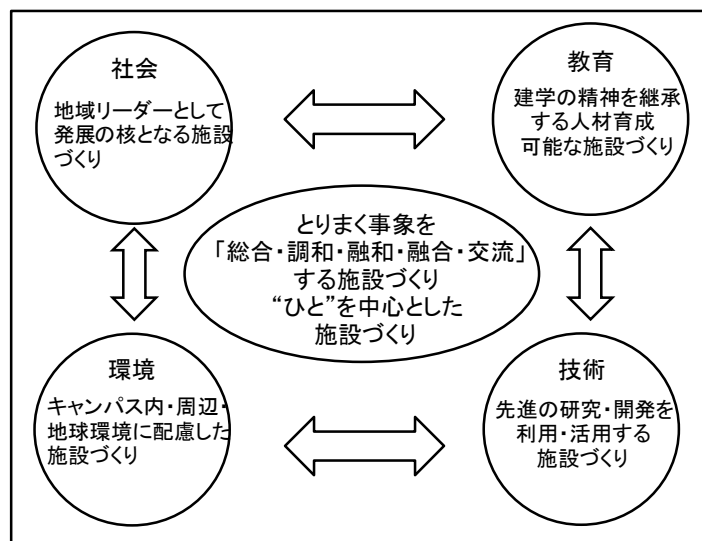 社会
地域リーダーとして
発展の核となる施設
づくり
教育
建学の精神を継承
する人材育成
可能な施設づくり
とりまく事象を
「総合・調和・融和・融合・交流」
する施設づくり
“ひと”を中心とした
施設づくり
環境
キャンパス内・周辺・
地球環境に配慮した
施設づくり
技術
先進の研究・開発を
利用・活用する
施設づくり